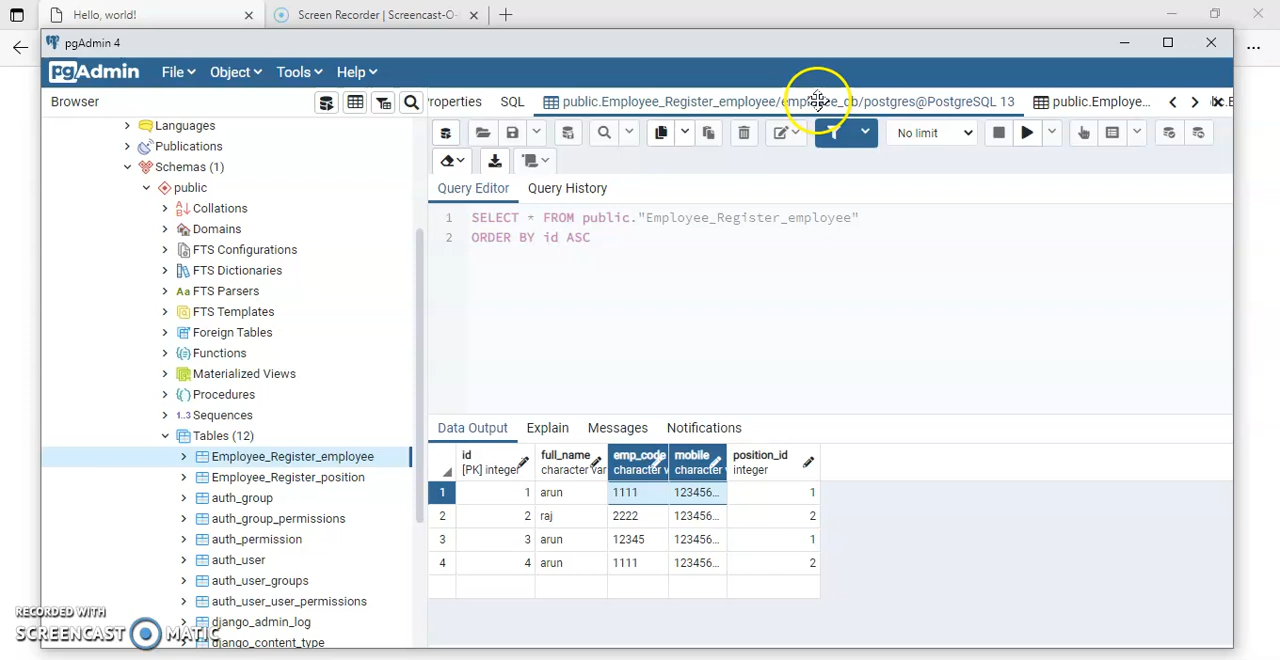 Hello, world!
Screen Recorder | Screencast-O-
pgAdmin 4
pgAdmin File Object Tools Help
Browser
roperties SQL public.Employee_Register_employee/employee_db/postgres@PostgreSQL 13 public.Employe...
No limit
Query Editor Query History
1 SELECT * FROM public."Employee_Register_employee"
2 ORDER BY id ASC
Languages
Publications
Schemas (1)
public
Collations
Domains
FTS Configurations
FTS Dictionaries
Aa FTS Parsers
FTS Templates
Foreign Tables
Functions
Materialized Views
Procedures
1..3 Sequences
Tables (12)
Employee_Register_employee
Employee_Register_position
auth_group
auth_group_permissions
auth_permission
auth_user
auth_user_groups
auth_user_user_permissions
django_admin_log
django_content_type
Data Output Explain Messages Notifications
id full_name emp_code mobile position_id
[PK] integer character var character v character integer
1 1 arun 1111 123456... 1
2 2 raj 2222 123456... 2
3 3 arun 12345 123456... 1
4 4 arun 1111 123456... 2
RECORDED WITH
SCREENCAST MATIC